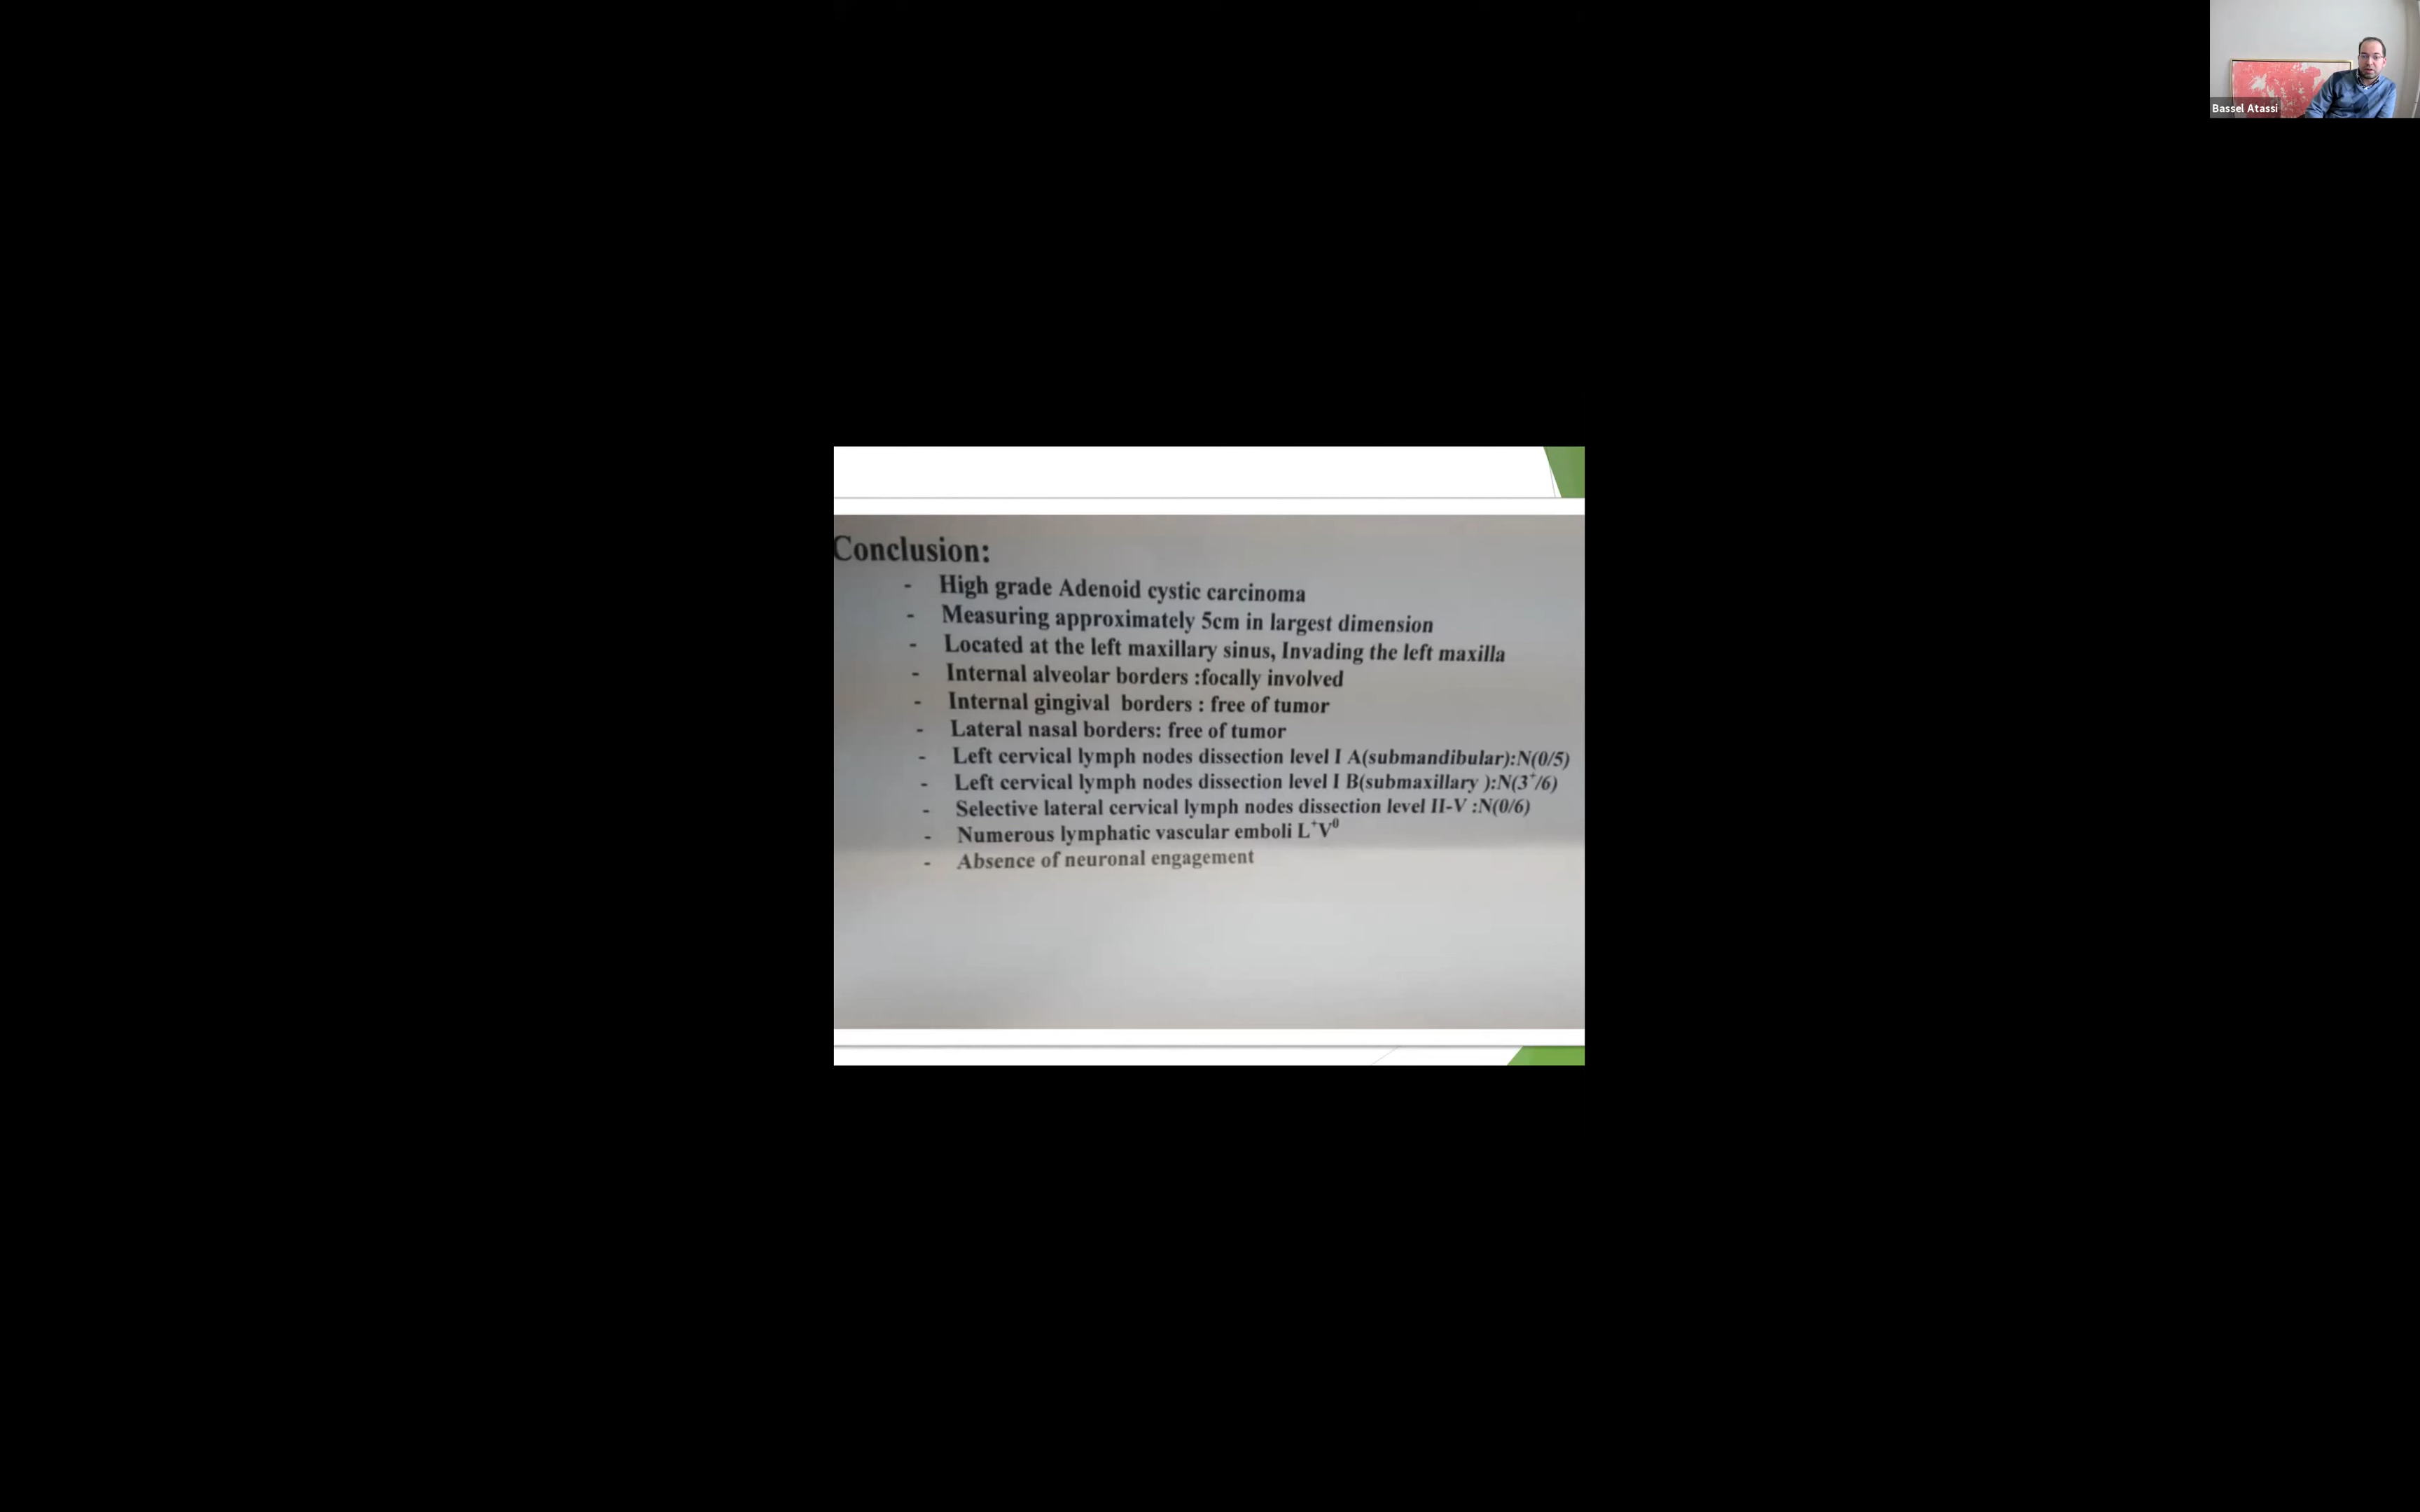 Bassel Atassi
Conclusion:
- High grade Adenoid cystic carcinoma
- Measuring approximately 5cm in largest dimension
- Located at the left maxillary sinus, Invading the left maxilla
- Internal alveolar borders :focally involved
- Internal gingival borders : free of tumor
- Lateral nasal borders: free of tumor
- Left cervical lymph nodes dissection level I A(submandibular):N(0/5)
- Left cervical lymph nodes dissection level I B(submaxillary ):N(3⁺/6)
- Selective lateral cervical lymph nodes dissection level II-V :N(0/6)
- Numerous lymphatic vascular emboli L⁺V⁰
- Absence of neuronal engagement